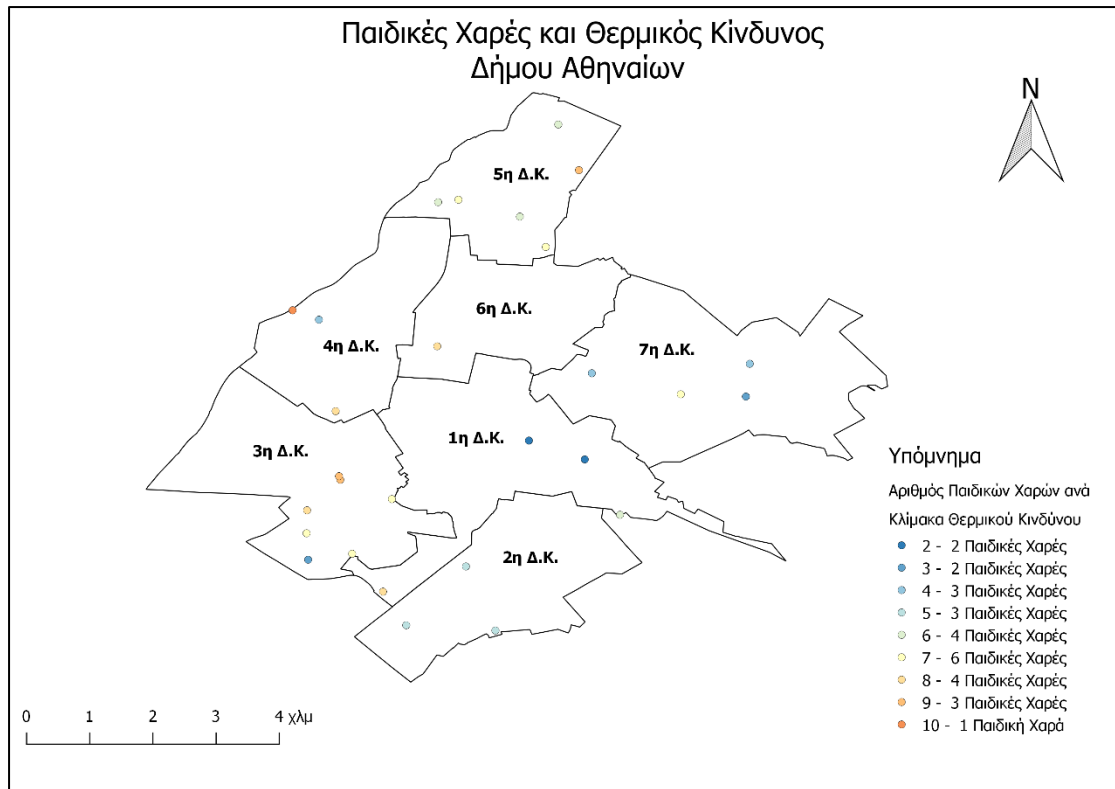 Παιδικές Χαρές και Θερμικός Κίνδυνος
Δήμου Αθηναίων
N
5η Δ.Κ.
6η Δ.Κ.
4η Δ.Κ.
7η Δ.Κ.
1η Δ.Κ.
3η Δ.Κ.
2η Δ.Κ.
Υπόμνημα
Αριθμός Παιδικών Χαρών ανά
Κλίμακα Θερμικού Κινδύνου
2 - 2 Παιδικές Χαρές
3 - 2 Παιδικές Χαρές
4 - 3 Παιδικές Χαρές
5 - 3 Παιδικές Χαρές
6 - 4 Παιδικές Χαρές
7 - 6 Παιδικές Χαρές
8 - 4 Παιδικές Χαρές
9 - 3 Παιδικές Χαρές
10 - 1 Παιδική Χαρά
0 1 2 3 4 χλμ